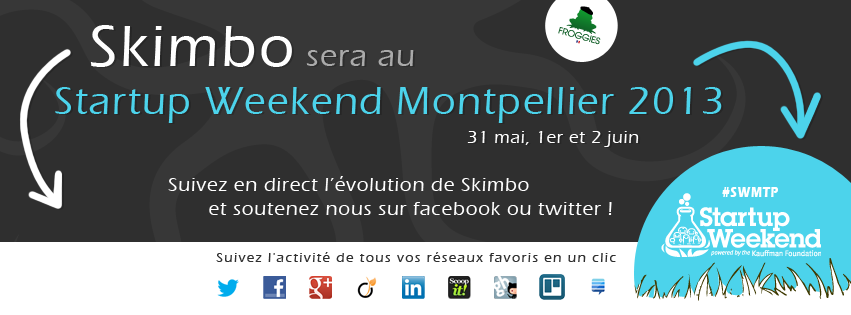 Skimbo sera au
FROGGIES
Startup Weekend Montpellier 2013
31 mai, 1er et 2 juin
Suivez en direct l'évolution de Skimbo
et soutenez nous sur facebook ou twitter !
#SWMTP
Startup
Weekend
powered by the Kauffman Foundation
Suivez l'activité de tous vos réseaux favoris en un clic
f
g+
in
Scoop
it!